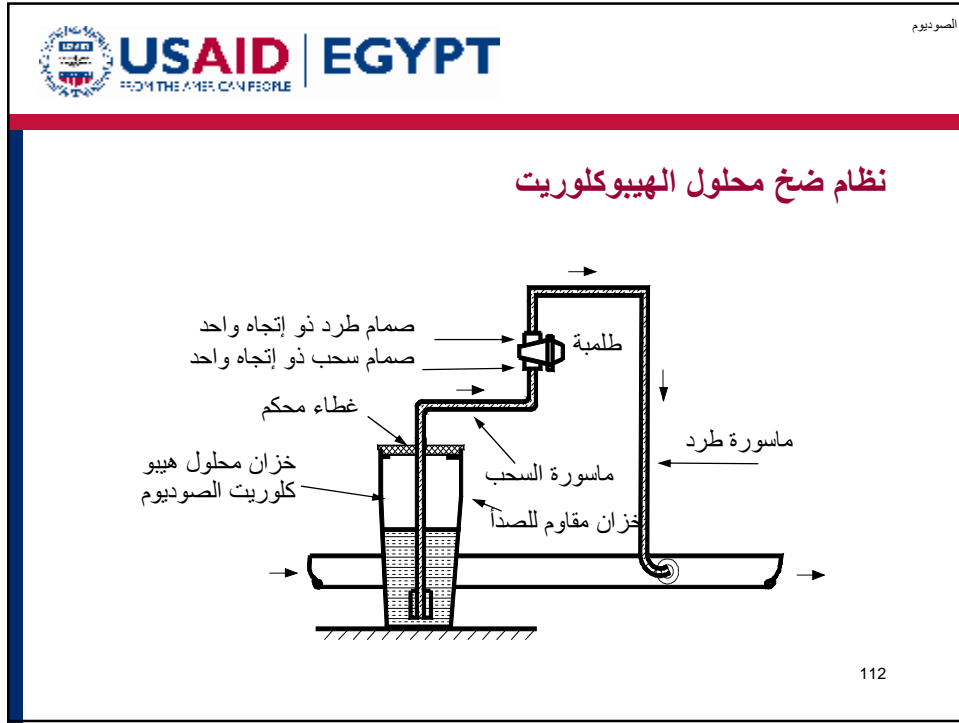 الصوديوم
USAID | EGYPT
FROM THE AMERICAN PEOPLE
نظام ضخ محلول الهيبوكلوريت
صمام طرد ذو إتجاه واحد
صمام سحب ذو إتجاه واحد
طلمبة
غطاء محكم
ماسورة طرد
خزان محلول هيبو
كلوريت الصوديوم
ماسورة السحب
خزان مقاوم للصدأ
112